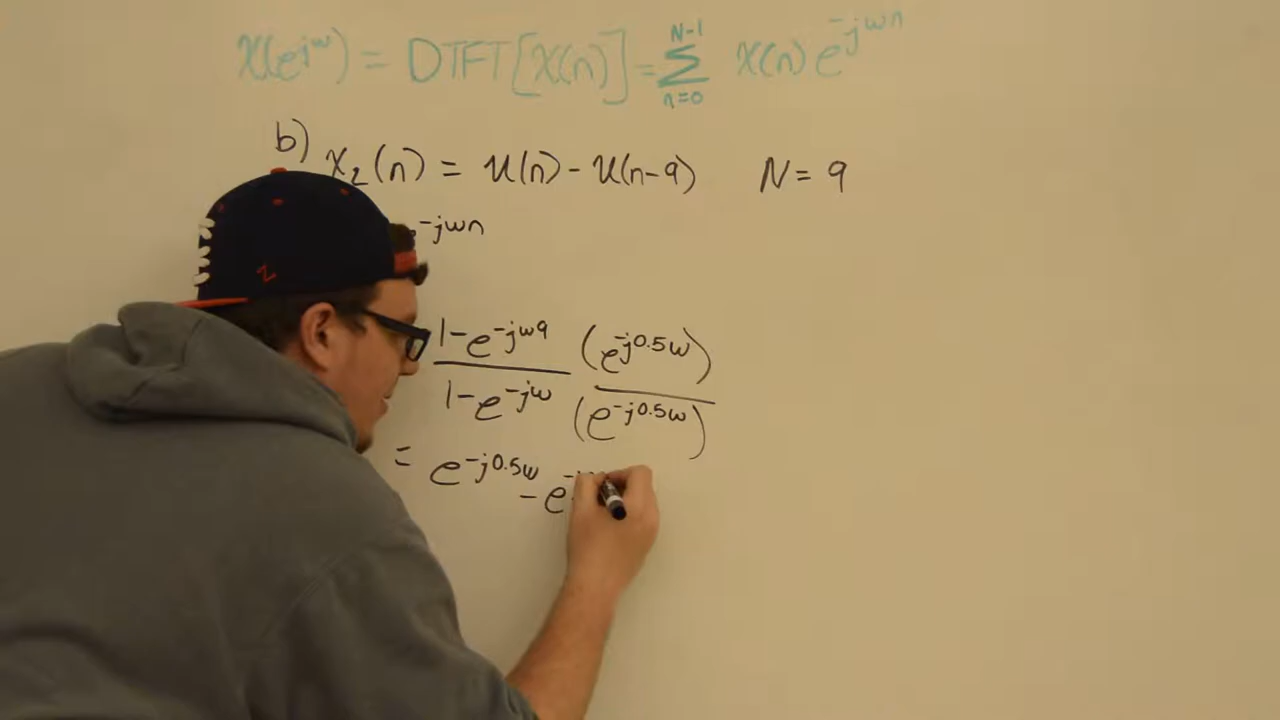 X(e^jω) = DTFT[X(n)] = N-1 Σ n=0 X(n) e^-jωn
b) X₂(n) = u(n) - u(n-9) N = 9
-jωn
1-e^-jω9 (e^-j0.5ω)
1-e^-jω (e^-j0.5ω)
= e^-j0.5ω - e